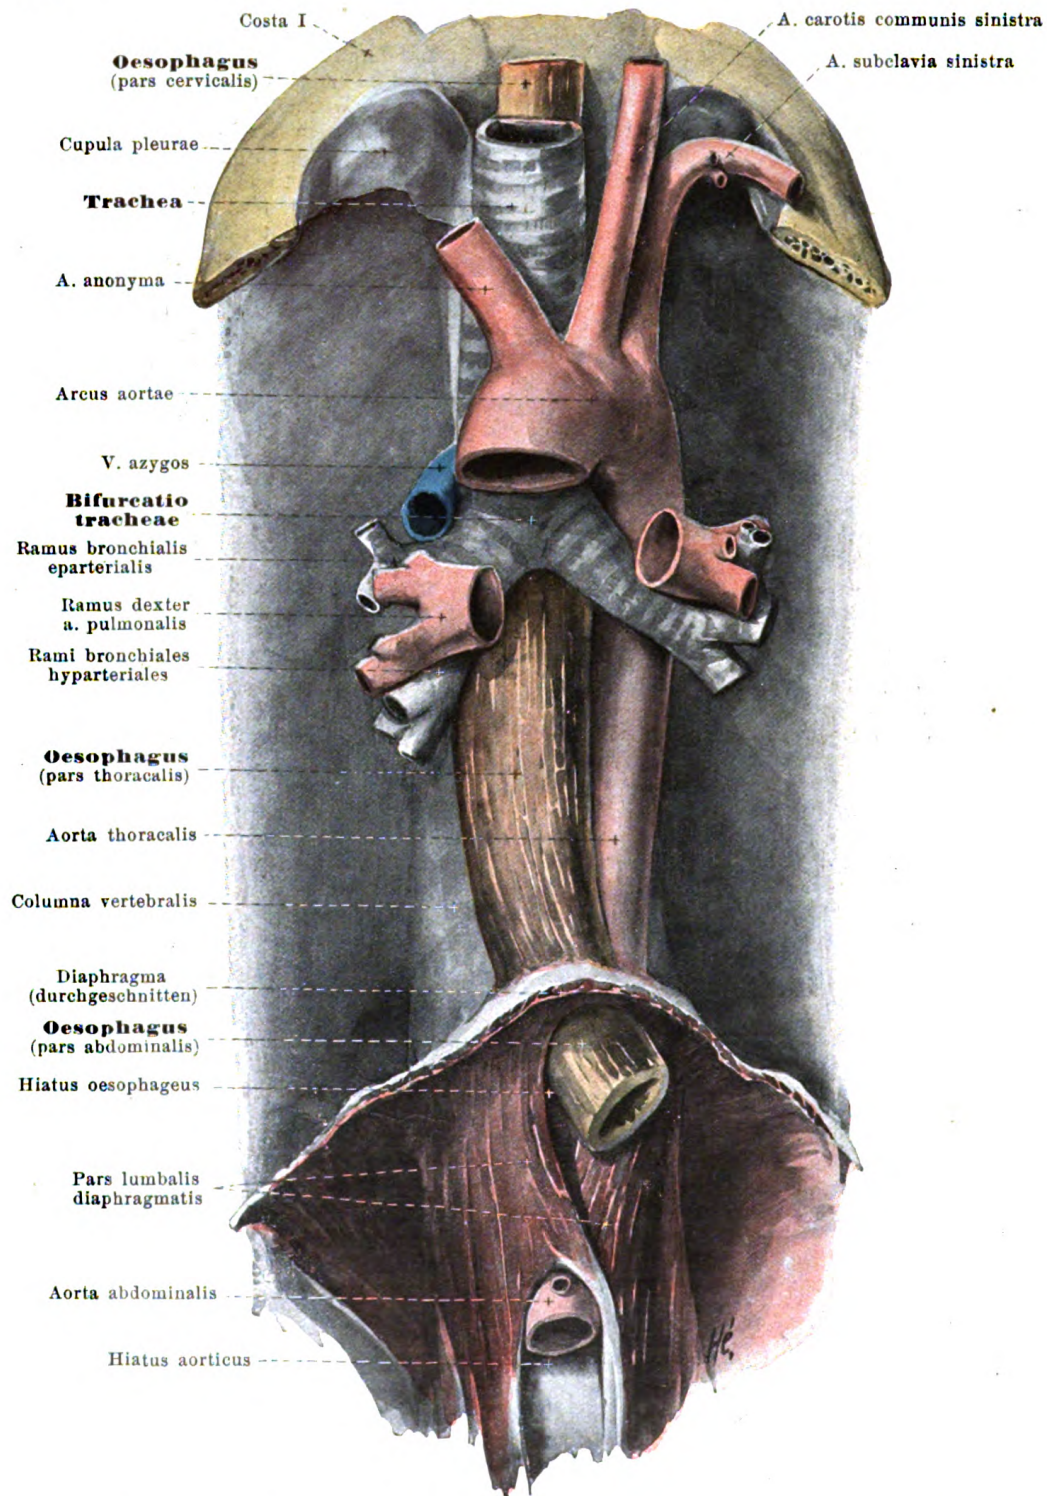 Costa I
A. carotis communis sinistra
Oesophagus
(pars cervicalis)
A. subclavia sinistra
Cupula pleurae
Trachea
A. anonyma
Arcus aortae
V. azygos
Bifurcatio
tracheae
Ramus bronchialis
eparterialis
Ramus dexter
a. pulmonalis
Rami bronchiales
hyparteriales
Oesophagus
(pars thoracalis)
Aorta thoracalis
Columna vertebralis
Diaphragma
(durchgeschnitten)
Oesophagus
(pars abdominalis)
Hiatus oesophageus
Pars lumbalis
diaphragmatis
Aorta abdominalis
Hiatus aorticus